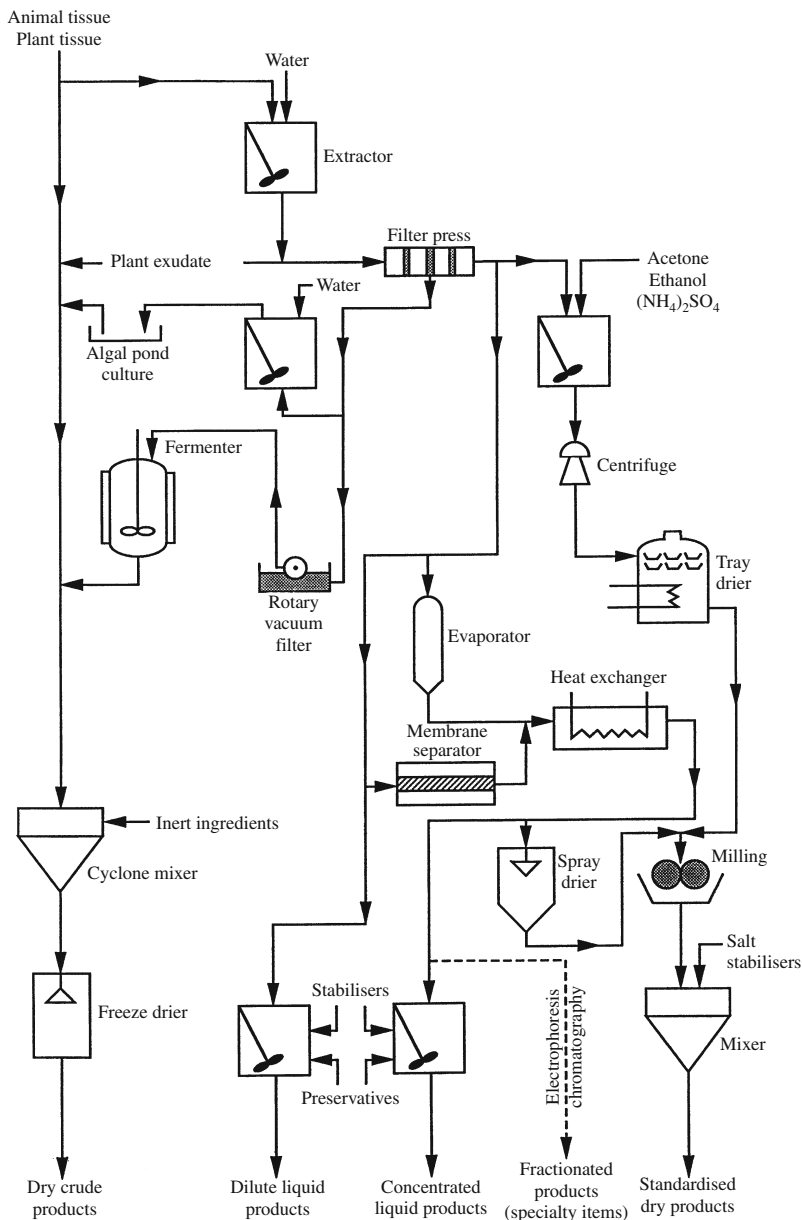 Animal tissue
Plant tissue
Water
Extractor
Filter press
Plant exudate
Acetone
Ethanol
(NH₄)₂SO₄
Water
Algal pond
culture
Fermenter
Centrifuge
Rotary
vacuum
filter
Tray
drier
Evaporator
Heat exchanger
Membrane
separator
Inert ingredients
Cyclone mixer
Spray
drier
Milling
Salt
stabilisers
Freeze drier
Stabilisers
Preservatives
Electrophoresis
chromatography
Mixer
Dry crude
products
Dilute liquid
products
Concentrated
liquid products
Fractionated
products
(specialty items)
Standardised
dry products